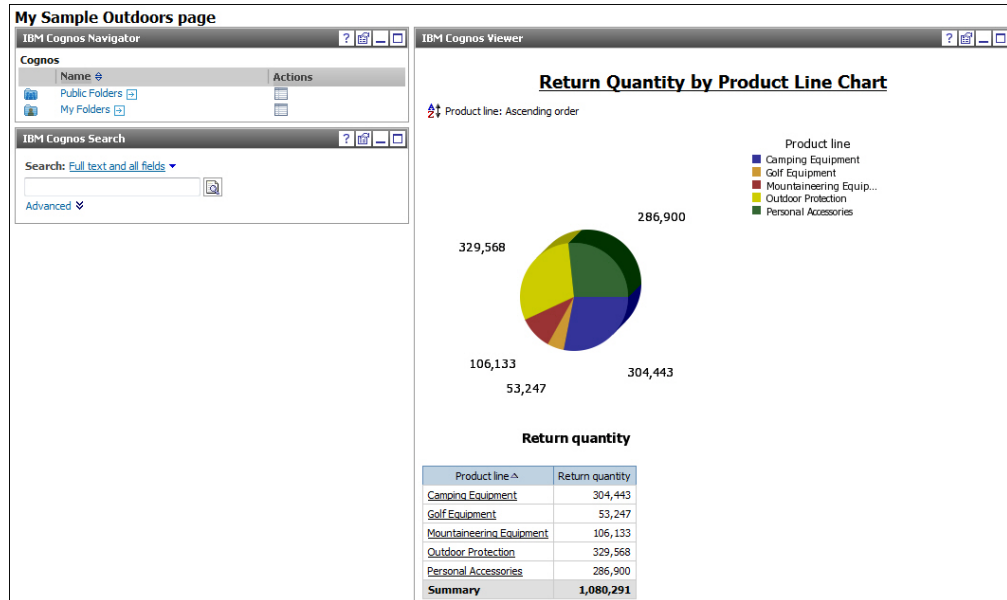 My Sample Outdoors page
IBM Cognos Navigator
Cognos
Name Actions
Public Folders
My Folders
IBM Cognos Search
Search: Full text and all fields
Advanced
IBM Cognos Viewer
Return Quantity by Product Line Chart
Product line: Ascending order
Product line
Camping Equipment
Golf Equipment
Mountaineering Equip...
Outdoor Protection
Personal Accessories
286,900
329,568
106,133
53,247
304,443
Return quantity
Product line Return quantity
Camping Equipment 304,443
Golf Equipment 53,247
Mountaineering Equipment 106,133
Outdoor Protection 329,568
Personal Accessories 286,900
Summary 1,080,291